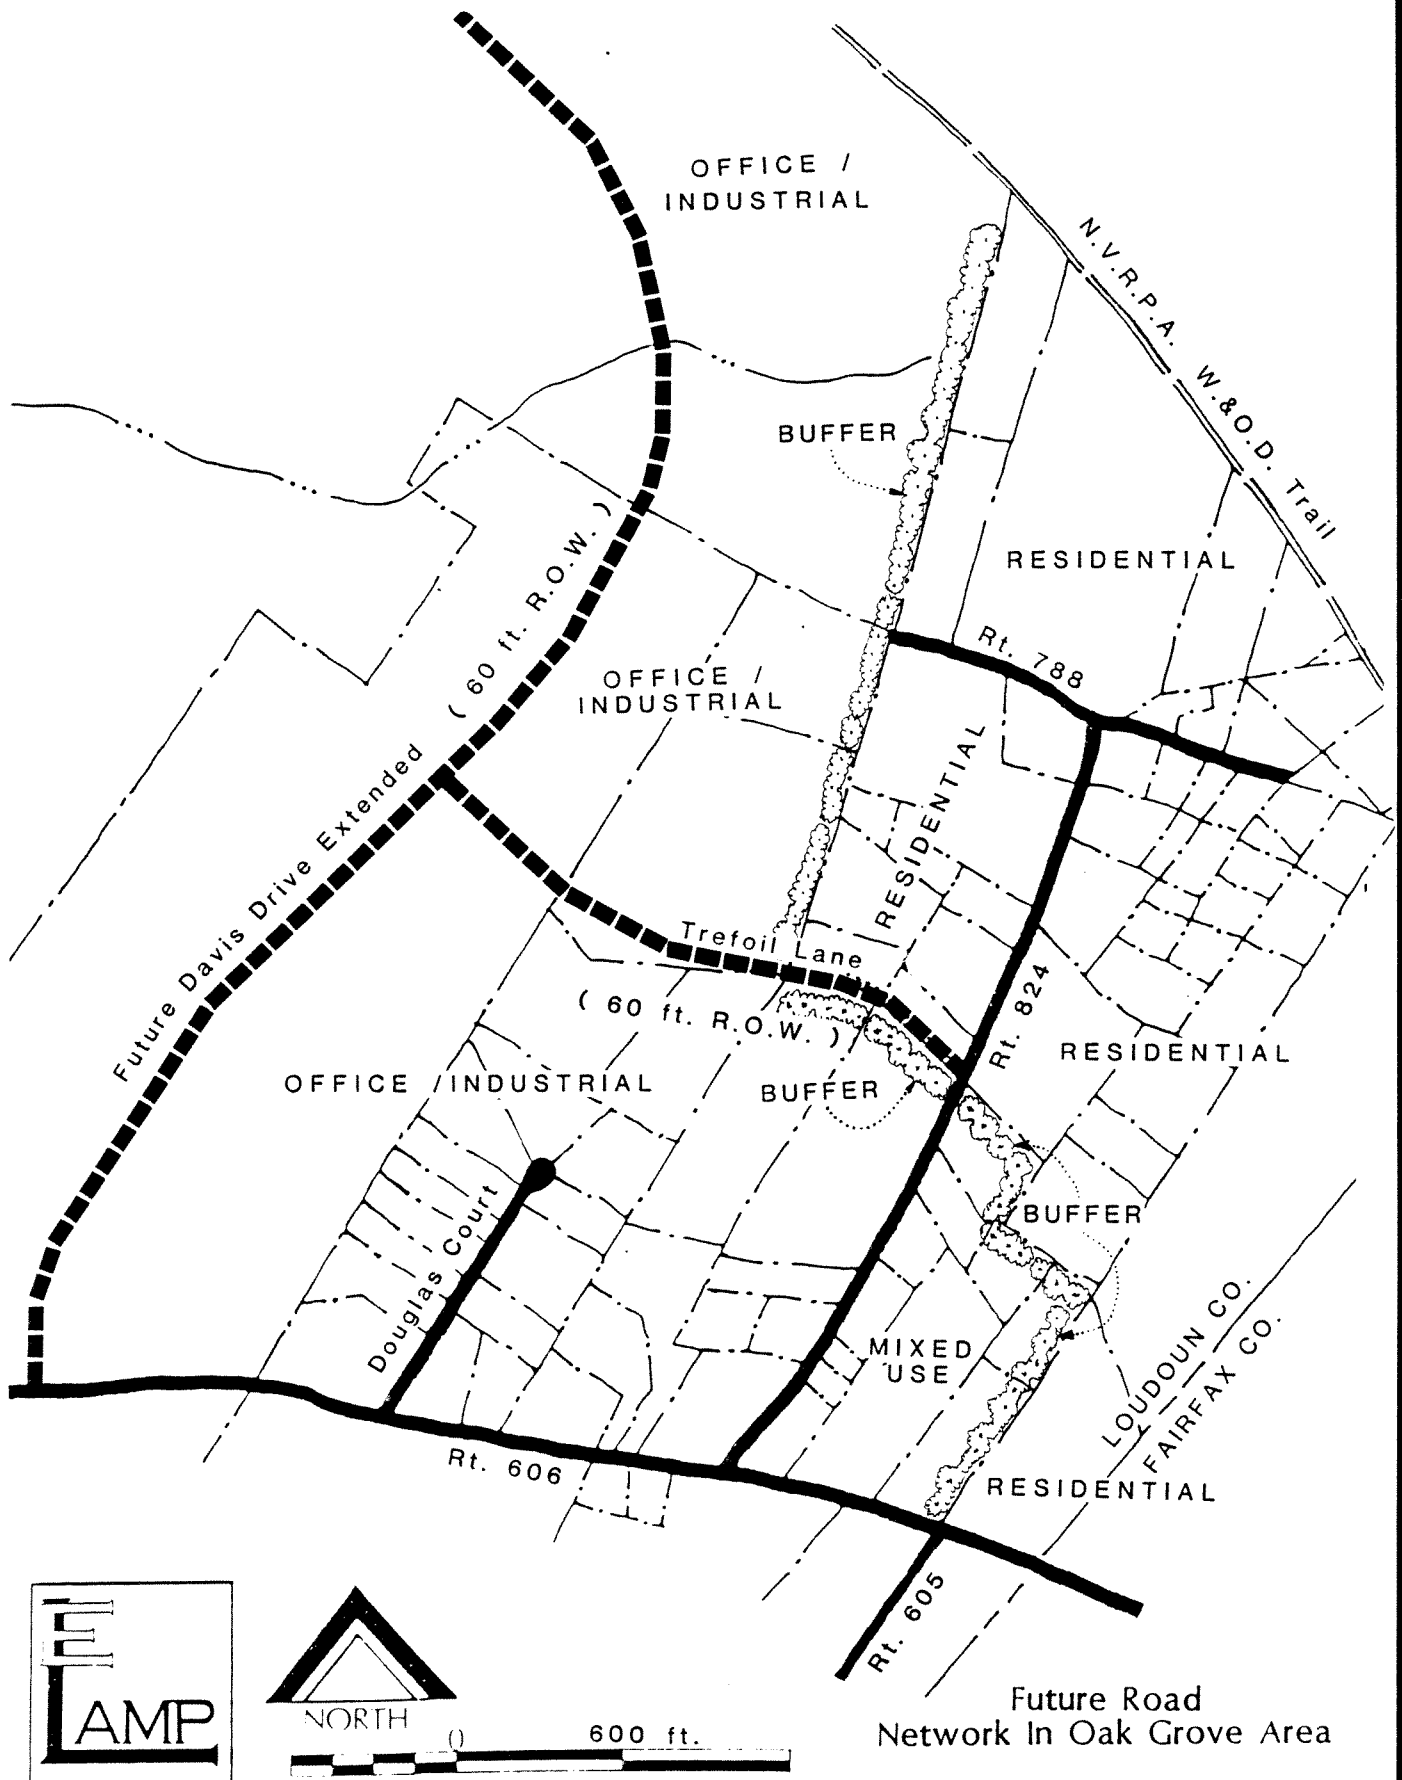 OFFICE /
INDUSTRIAL
N.V.R.P.A. W.&O.D. Trail
BUFFER
( 60 ft. R.O.W. )
RESIDENTIAL
Rt. 788
OFFICE /
INDUSTRIAL
RESIDENTIAL
Future Davis Drive Extended
Trefoil Lane
( 60 ft. R.O.W. )
Rt. 824
RESIDENTIAL
OFFICE / INDUSTRIAL
BUFFER
BUFFER
Douglas Court
MIXED
USE
LOUDOUN CO.
FAIRFAX CO.
Rt. 606
RESIDENTIAL
Rt. 605
ELAMP
NORTH
0
600 ft.
Future Road
Network In Oak Grove Area